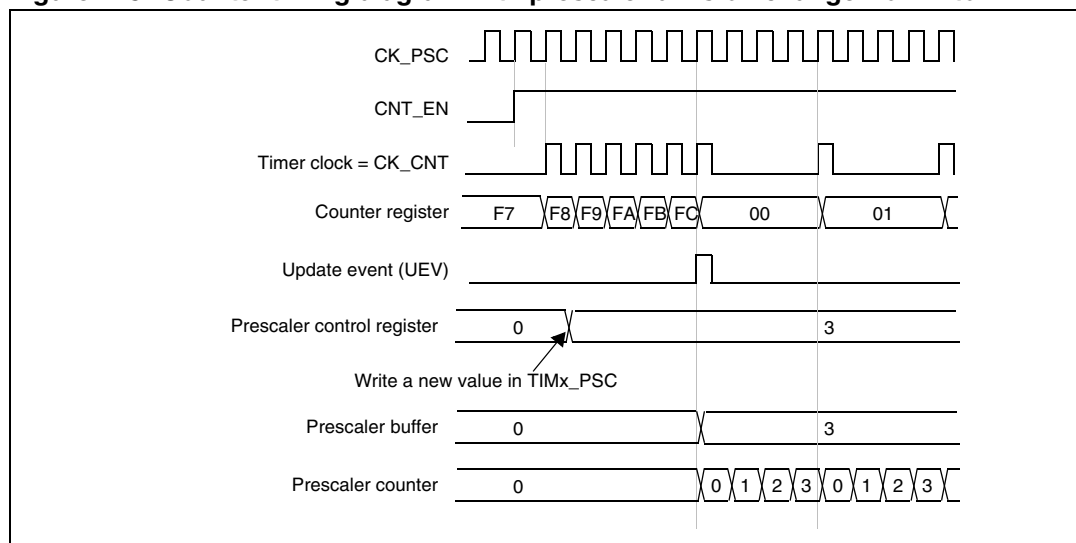 CK_PSC
CNT_EN
Timer clock = CK_CNT
Counter register F7 F8 F9 FA FB FC 00 01
Update event (UEV)
Prescaler control register 0 3
Write a new value in TIMx_PSC
Prescaler buffer 0 3
Prescaler counter 0 0 1 2 3 0 1 2 3